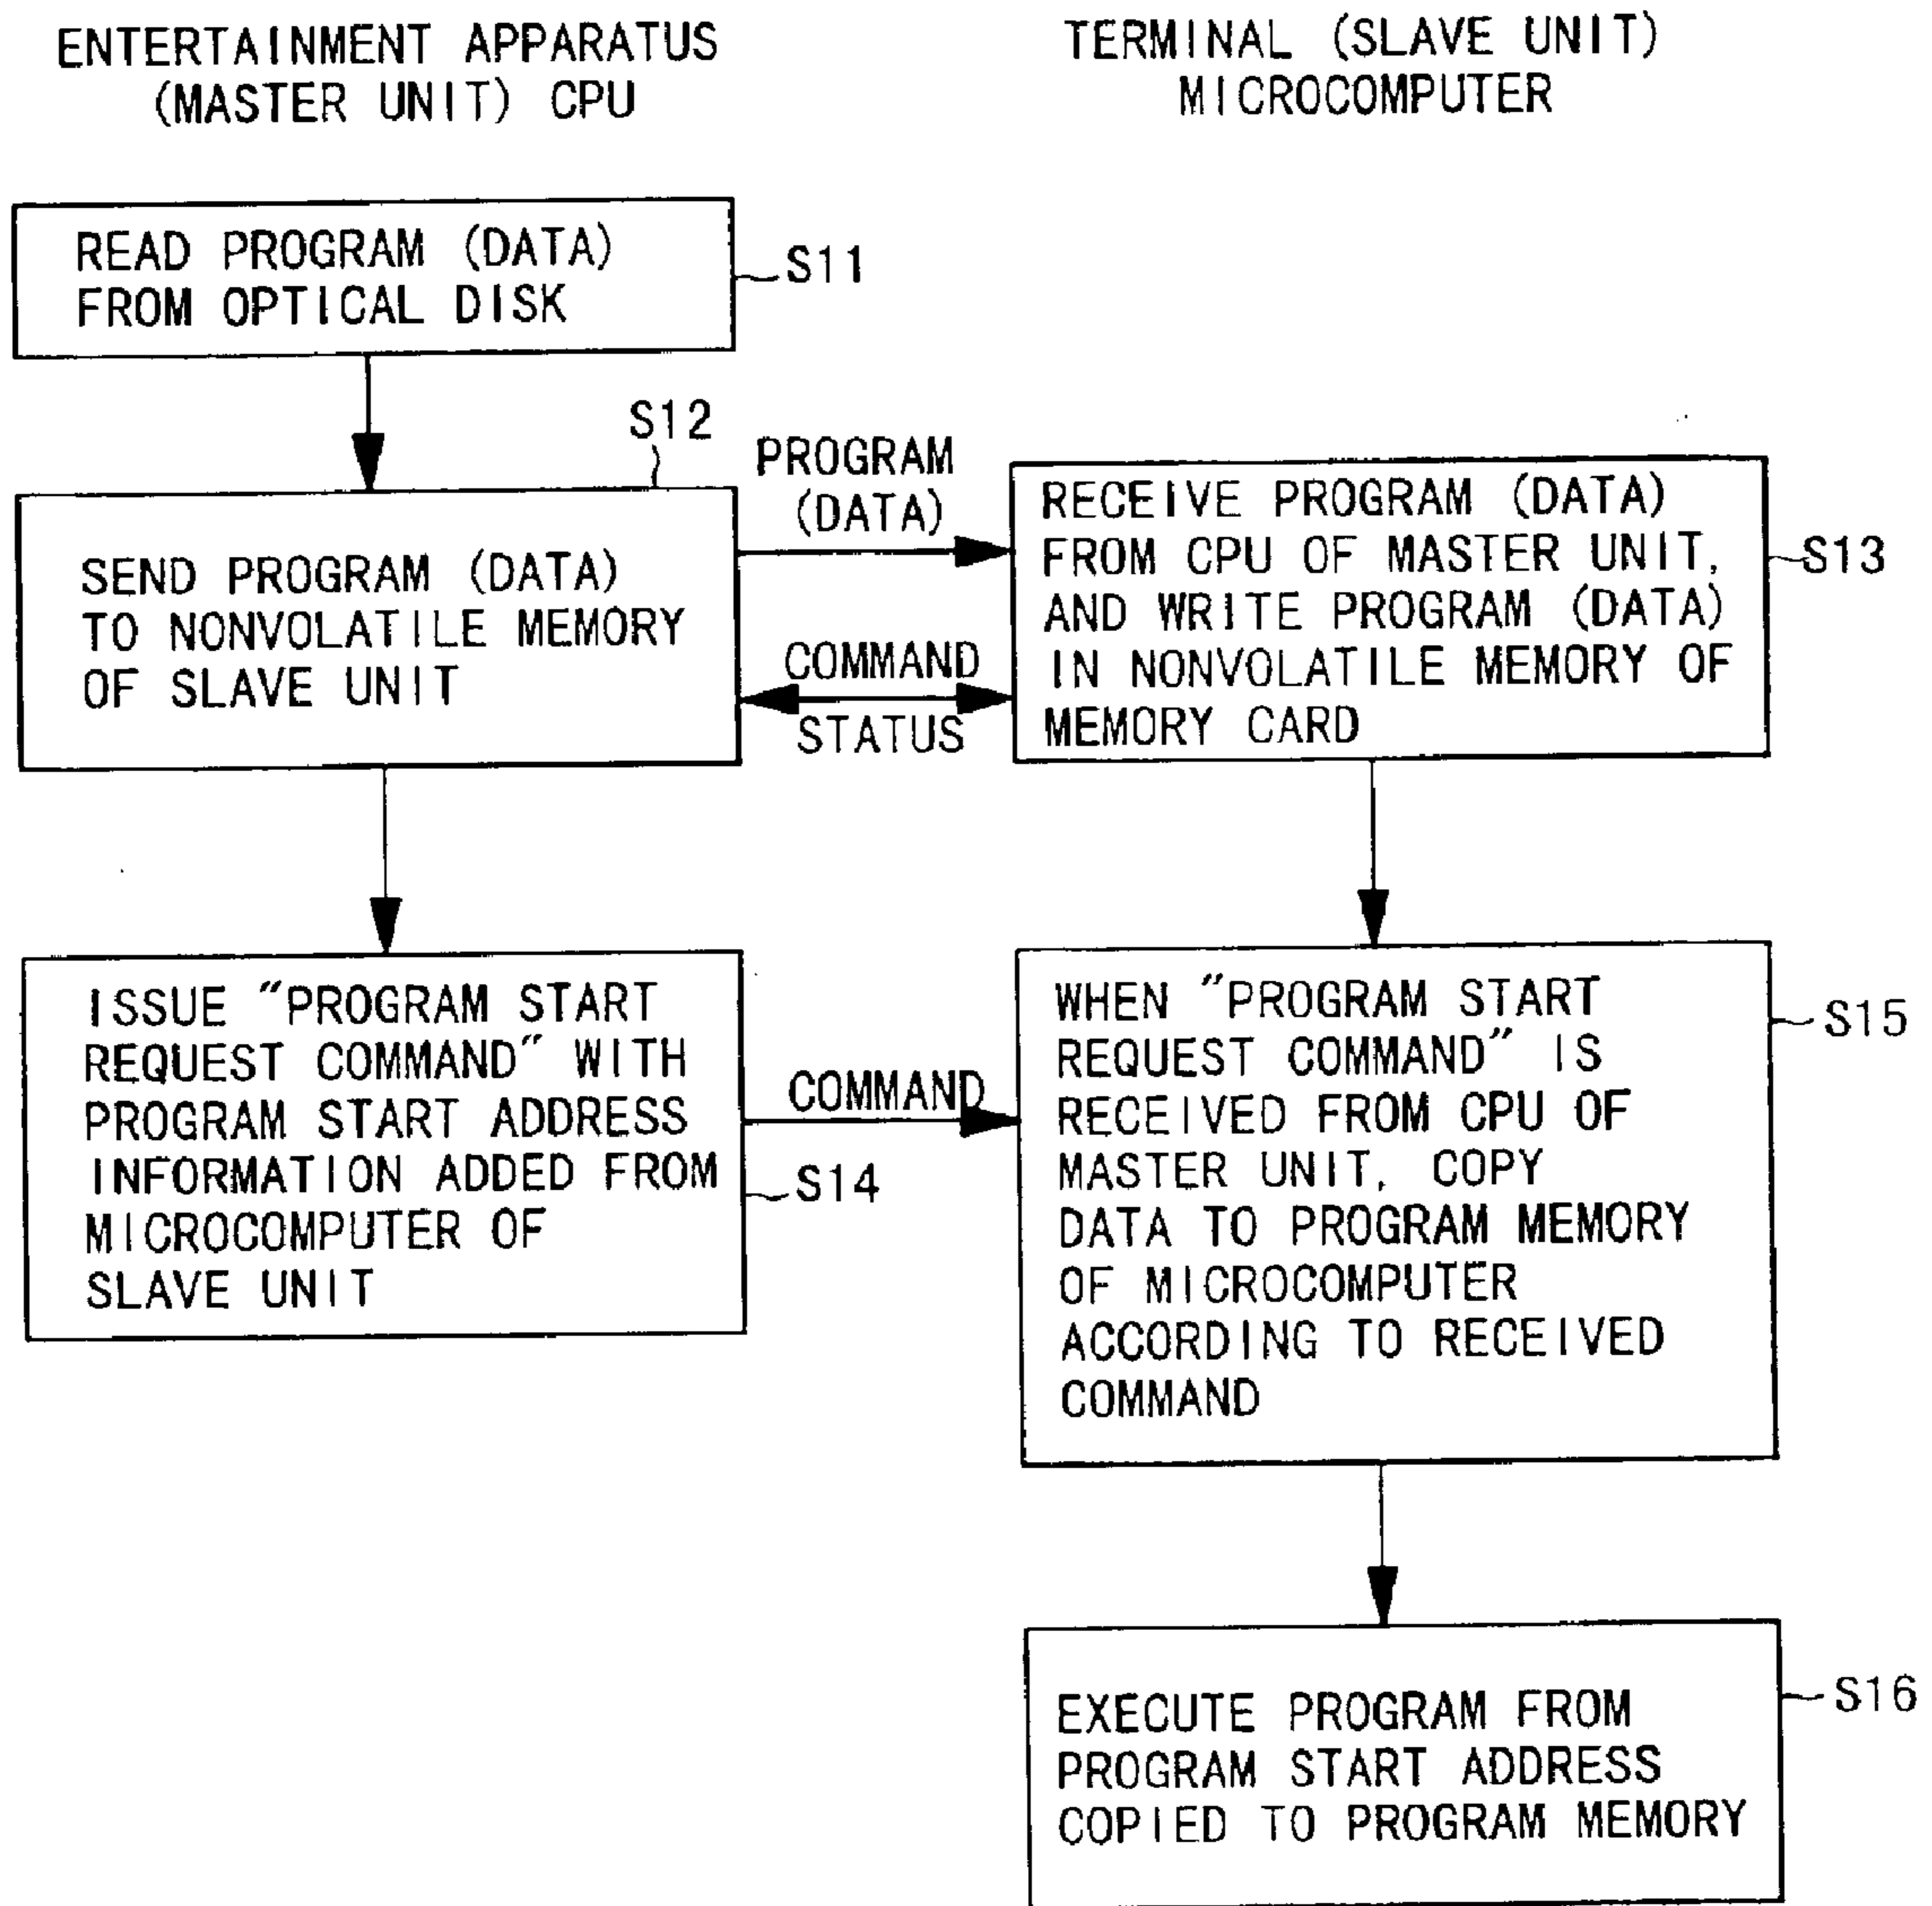 ENTERTAINMENT APPARATUS
(MASTER UNIT) CPU
TERMINAL (SLAVE UNIT)
MICROCOMPUTER
READ PROGRAM (DATA)
FROM OPTICAL DISK
S11
S12
SEND PROGRAM (DATA)
TO NONVOLATILE MEMORY
OF SLAVE UNIT
PROGRAM
(DATA)
COMMAND
STATUS
RECEIVE PROGRAM (DATA)
FROM CPU OF MASTER UNIT,
AND WRITE PROGRAM (DATA)
IN NONVOLATILE MEMORY OF
MEMORY CARD
S13
ISSUE "PROGRAM START
REQUEST COMMAND" WITH
PROGRAM START ADDRESS
INFORMATION ADDED FROM
MICROCOMPUTER OF
SLAVE UNIT
COMMAND
S14
WHEN "PROGRAM START
REQUEST COMMAND" IS
RECEIVED FROM CPU OF
MASTER UNIT, COPY
DATA TO PROGRAM MEMORY
OF MICROCOMPUTER
ACCORDING TO RECEIVED
COMMAND
S15
EXECUTE PROGRAM FROM
PROGRAM START ADDRESS
COPIED TO PROGRAM MEMORY
S16